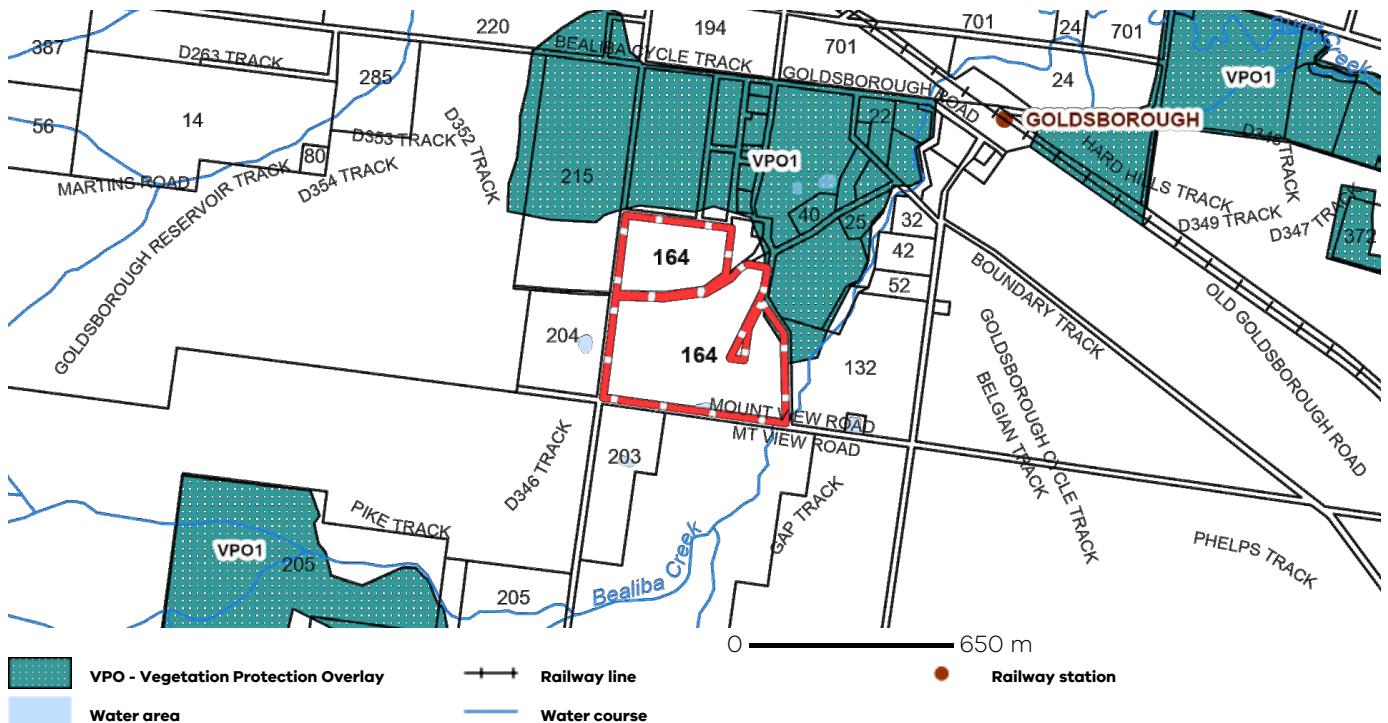 220
194
701
701
24
701
387
D263 TRACK
BEALIBA CYCLE TRACK
Burnt Creek
285
GOLDSBOROUGH ROAD
24
VPO1
56
14
22
GOLDSBOROUGH
D353 TRACK
D352 TRACK
D348 TRACK
80
VPO1
HARD HILLS TRACK
MARTINS ROAD
D354 TRACK
215
40
25
32
D349 TRACK
D347 TRACK
372
GOLDSBOROUGH RESERVOIR TRACK
164
42
52
BOUNDARY TRACK
OLD GOLDSBOROUGH ROAD
204
164
132
GOLDSBOROUGH CYCLE TRACK
BELGIAN TRACK
MOUNT VIEW ROAD
MT VIEW ROAD
D346 TRACK
203
PIKE TRACK
GAP TRACK
PHELPS TRACK
VPO1
205
205
Bealiba Creek
0 650 m
VPO - Vegetation Protection Overlay
Railway line
Railway station
Water area
Water course